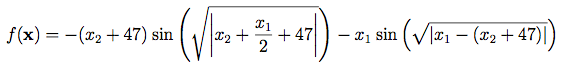 f(𝐱) = −(x₂ + 47) sin (√|x₂ + x₁/2 + 47|) − x₁ sin (√|x₁ − (x₂ + 47)|)